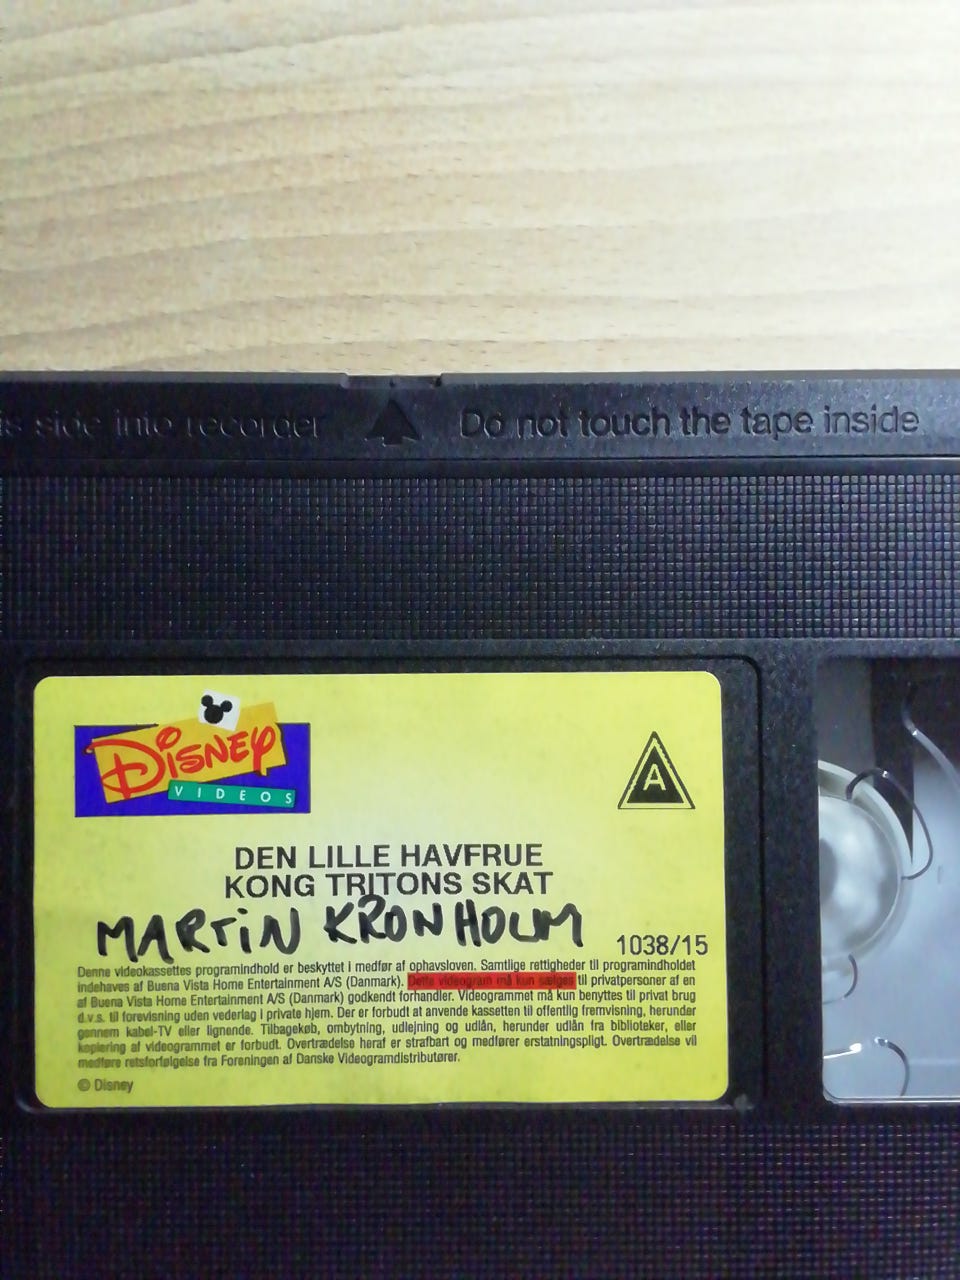 is side into recorder Do not touch the tape inside
DISNEY
VIDEOS
A
DEN LILLE HAVFRUE
KONG TRITONS SKAT
MARTIN KRONHOLM
1038/15
Denne videokassettes programindhold er beskyttet i medfør af ophavsloven. Samtlige rettigheder til programindholdet
indehaves af Buena Vista Home Entertainment A/S (Danmark). Dette videogram må kun sælges til privatpersoner af en
af Buena Vista Home Entertainment A/S (Danmark) godkendt forhandler. Videogrammet må kun benyttes til privat brug
d.v.s. til forevisning uden vederlag i private hjem. Der er forbudt at anvende kassetten til offentlig fremvisning, herunder
gennem kabel-TV eller lignende. Tilbagekøb, ombytning, udlejning og udlån, herunder udlån fra biblioteker, eller
kopiering af videogrammet er forbudt. Overtrædelse heraf er strafbart og medfører erstatningspligt. Overtrædelse vil
medføre retsforfølgelse fra Foreningen af Danske Videogramdistributører.
© Disney